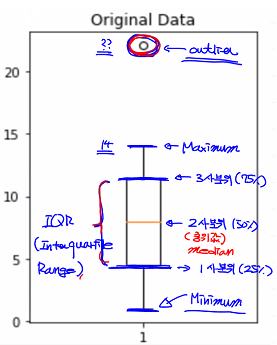 Original Data
?? ← outlier
20
15
14 ← Maximum
← 3사분위(75%)
10
IQR
(Interquartile
Range)
← 2사분위(50%)
(중위값)
median
5
→ 1사분위(25%)
Minimum
0
1